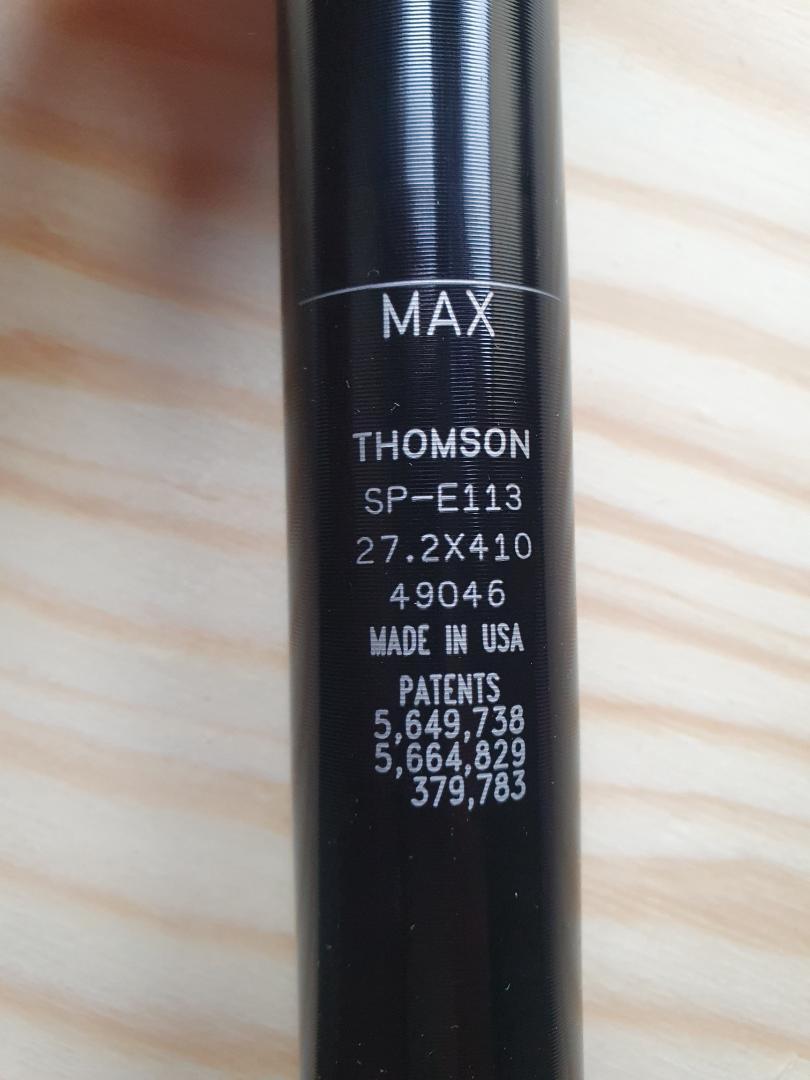 MAX
THOMSON
SP-E113
27.2X410
49046
MADE IN USA
PATENTS
5,649,738
5,664,829
379,783